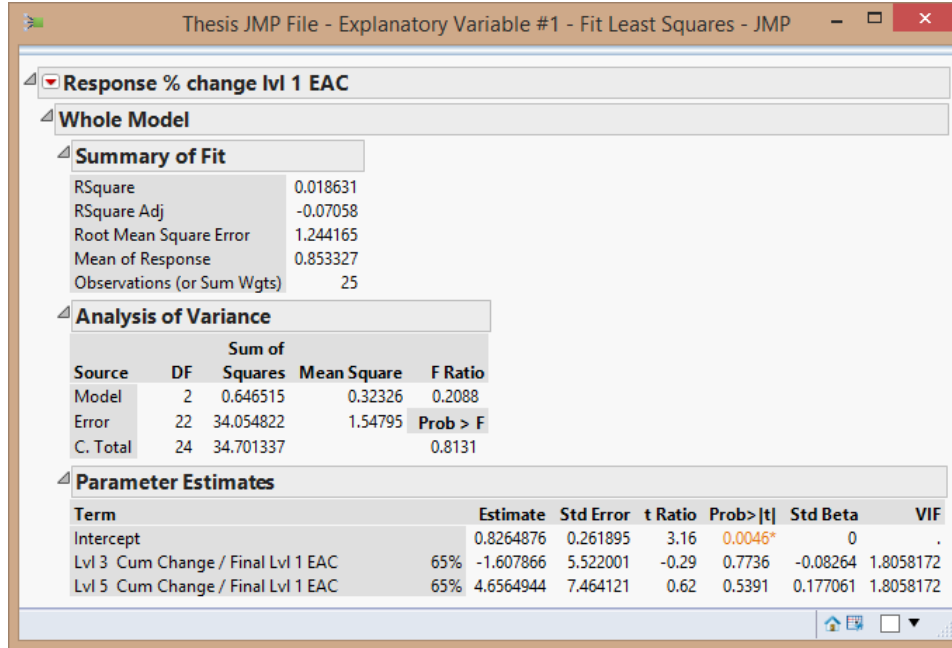 Thesis JMP File - Explanatory Variable #1 - Fit Least Squares - JMP
Response % change lvl 1 EAC
Whole Model
Summary of Fit
RSquare 0.018631
RSquare Adj -0.07058
Root Mean Square Error 1.244165
Mean of Response 0.853327
Observations (or Sum Wgts) 25
Analysis of Variance
Sum of
Source DF Squares Mean Square F Ratio
Model 2 0.646515 0.32326 0.2088
Error 22 34.054822 1.54795 Prob > F
C. Total 24 34.701337 0.8131
Parameter Estimates
Term Estimate Std Error t Ratio Prob>|t| Std Beta VIF
Intercept 0.8264876 0.261895 3.16 0.0046* 0 .
Lvl 3 Cum Change / Final Lvl 1 EAC 65% -1.607866 5.522001 -0.29 0.7736 -0.08264 1.8058172
Lvl 5 Cum Change / Final Lvl 1 EAC 65% 4.6564944 7.464121 0.62 0.5391 0.177061 1.8058172